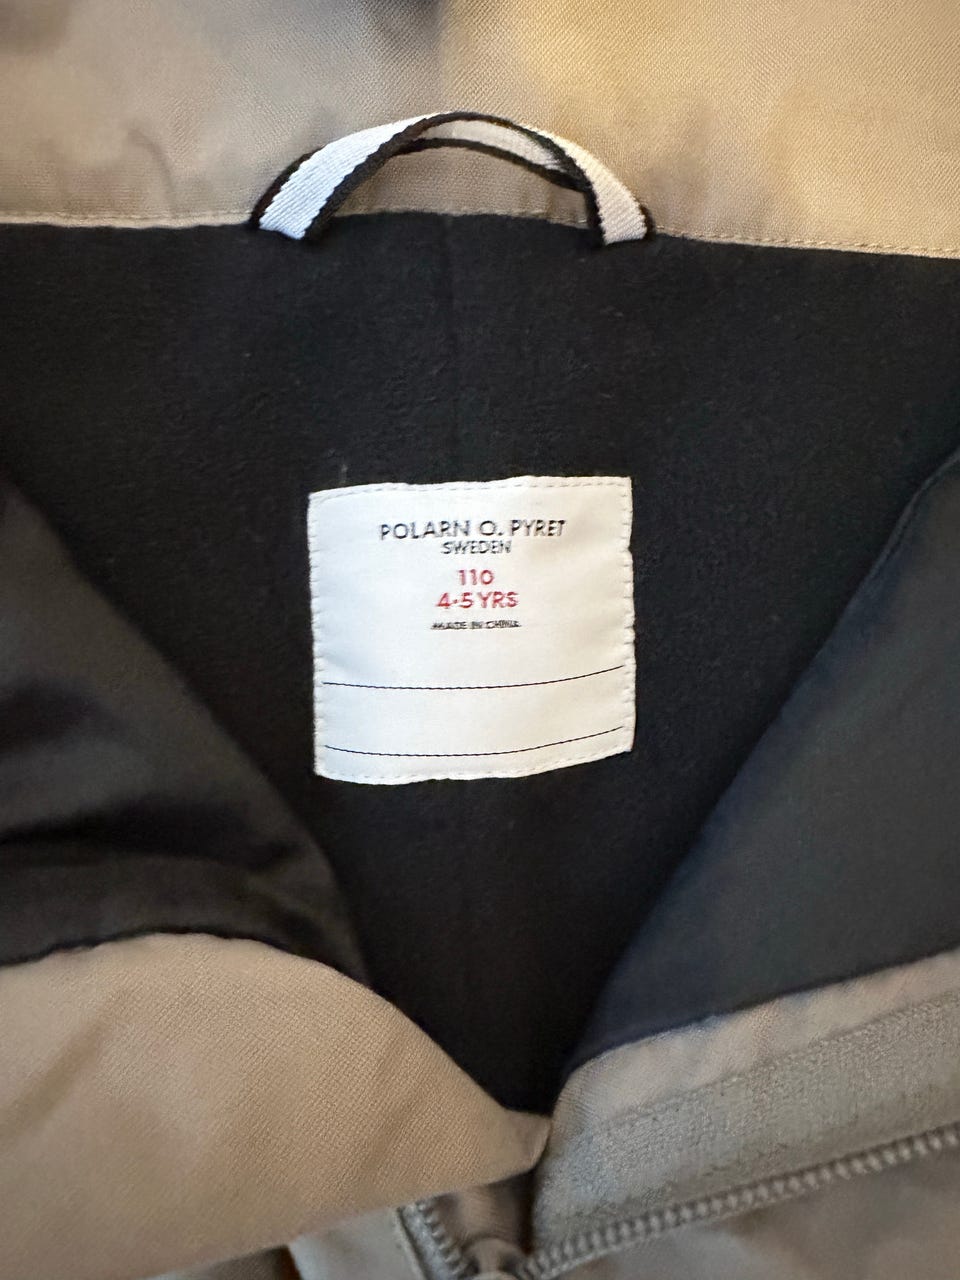 POLARN O. PYRET
SWEDEN
110
4-5 YRS
MADE IN CHINA